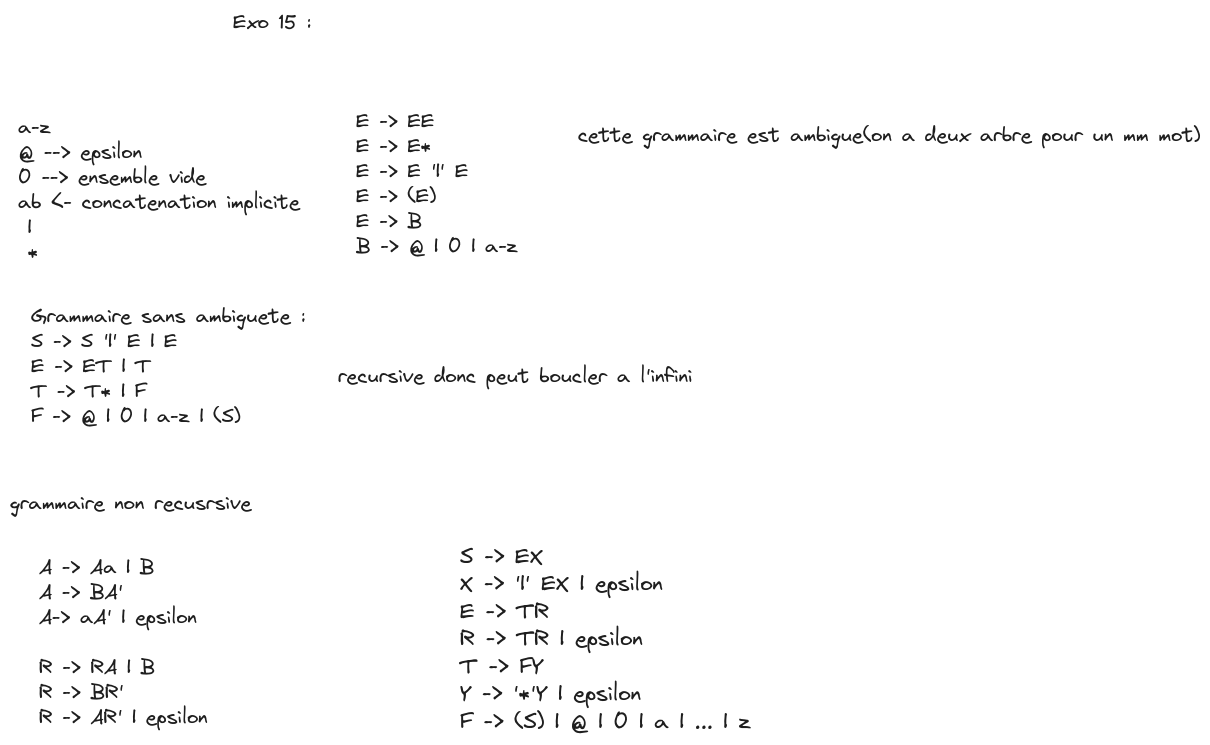 Exo 15 :
a-z
@ --> epsilon
0 --> ensemble vide
ab <- concatenation implicite
|
*
E -> EE
E -> E*
E -> E '|' E
E -> (E)
E -> B
B -> @ | 0 | a-z
cette grammaire est ambigue(on a deux arbre pour un mm mot)
Grammaire sans ambiguete :
S -> S '|' E | E
E -> ET | T
T -> T* | F
F -> @ | 0 | a-z | (S)
recursive donc peut boucler a l'infini
grammaire non recusrsive
A -> Aa | B
A -> BA'
A-> aA' | epsilon
R -> RA | B
R -> BR'
R -> AR' | epsilon
S -> EX
X -> '|' EX | epsilon
E -> TR
R -> TR | epsilon
T -> FY
Y -> '*'Y | epsilon
F -> (S) | @ | 0 | a | ... | z